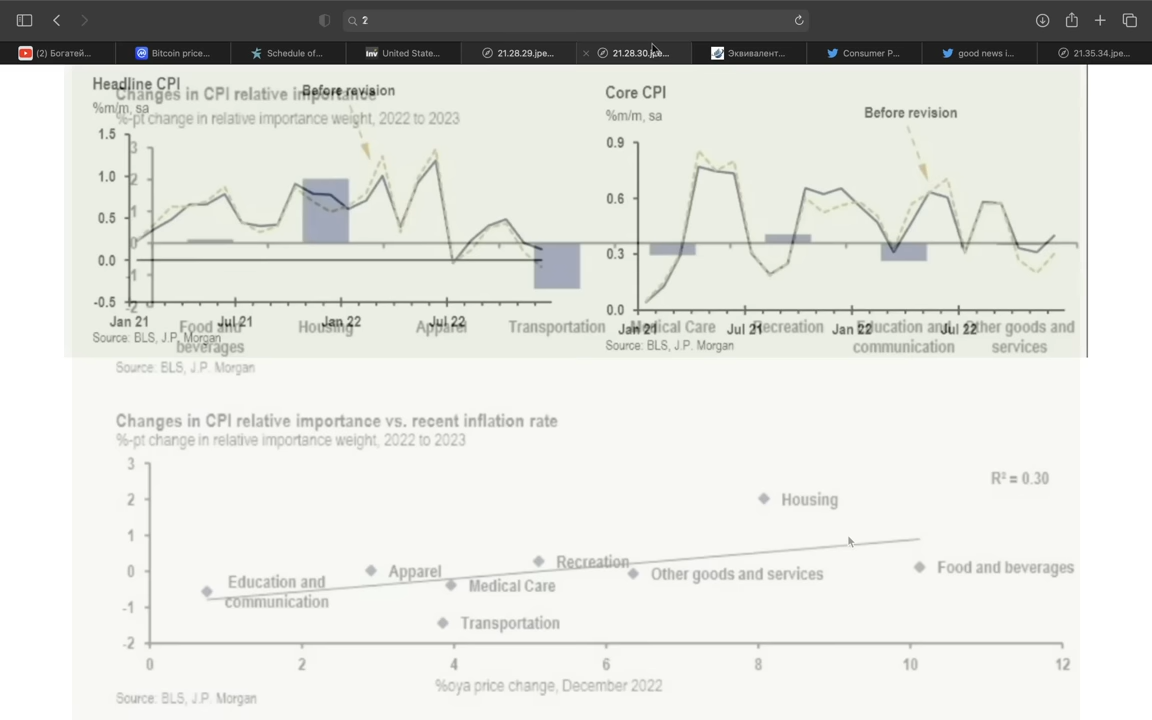 2
(2) Богатей...
Bitcoin price...
Schedule of...
Inv United State...
21.28.29.jpe...
21.28.30.jpe...
Эквивалент...
Consumer P...
good news i...
21.35.34.jpe...
Headline CPI
%m/m, sa
Before revision
1.5
1.0
0.5
0.0
-0.5
Jan 21 Jul 21 Jan 22 Jul 22
Source: BLS, J.P. Morgan
Core CPI
%m/m, sa
Before revision
0.9
0.6
0.3
0.0
Jan 21 Jul 21 Jan 22 Jul 22
Source: BLS, J.P. Morgan
Changes in CPI relative importance
%-pt change in relative importance weight, 2022 to 2023
3
2
1
0
-1
-2
Food and beverages
Housing
Apparel
Transportation
Medical Care
Recreation
Education and communication
Other goods and services
Source: BLS, J.P. Morgan
Changes in CPI relative importance vs. recent inflation rate
%-pt change in relative importance weight, 2022 to 2023
3
2
1
0
-1
-2
R² = 0.30
Housing
Recreation
Apparel
Food and beverages
Other goods and services
Education and
communication
Medical Care
Transportation
0 2 4 6 8 10 12
%oya price change, December 2022
Source: BLS, J.P. Morgan